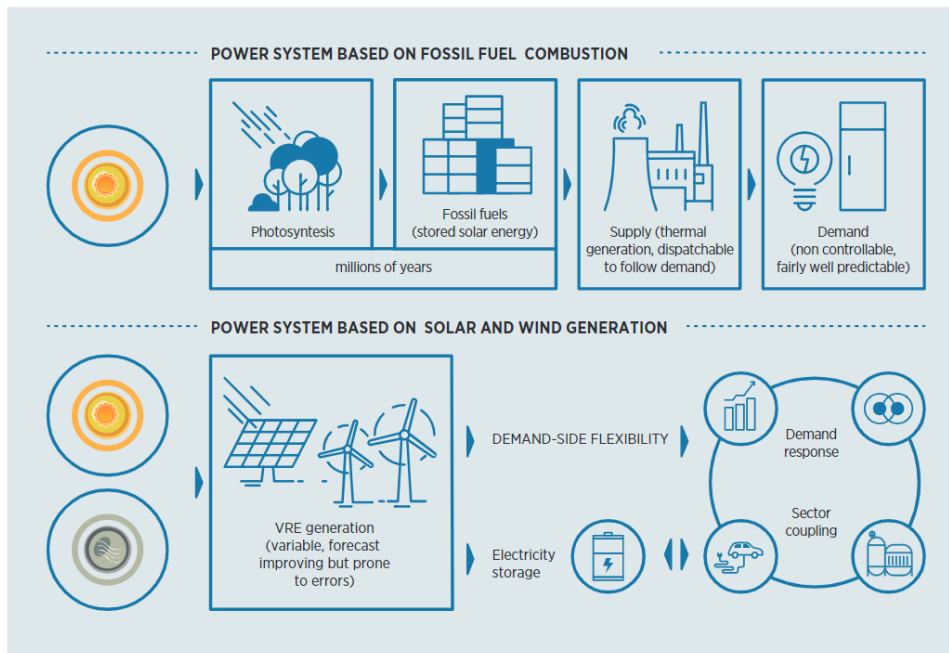 POWER SYSTEM BASED ON FOSSIL FUEL COMBUSTION
Photosyntesis
Fossil fuels
(stored solar energy)
millions of years
Supply (thermal
generation, dispatchable
to follow demand)
Demand
(non controllable,
fairly well predictable)
POWER SYSTEM BASED ON SOLAR AND WIND GENERATION
VRE generation
(variable, forecast
improving but prone
to errors)
DEMAND-SIDE FLEXIBILITY
Electricity
storage
Demand
response
Sector
coupling